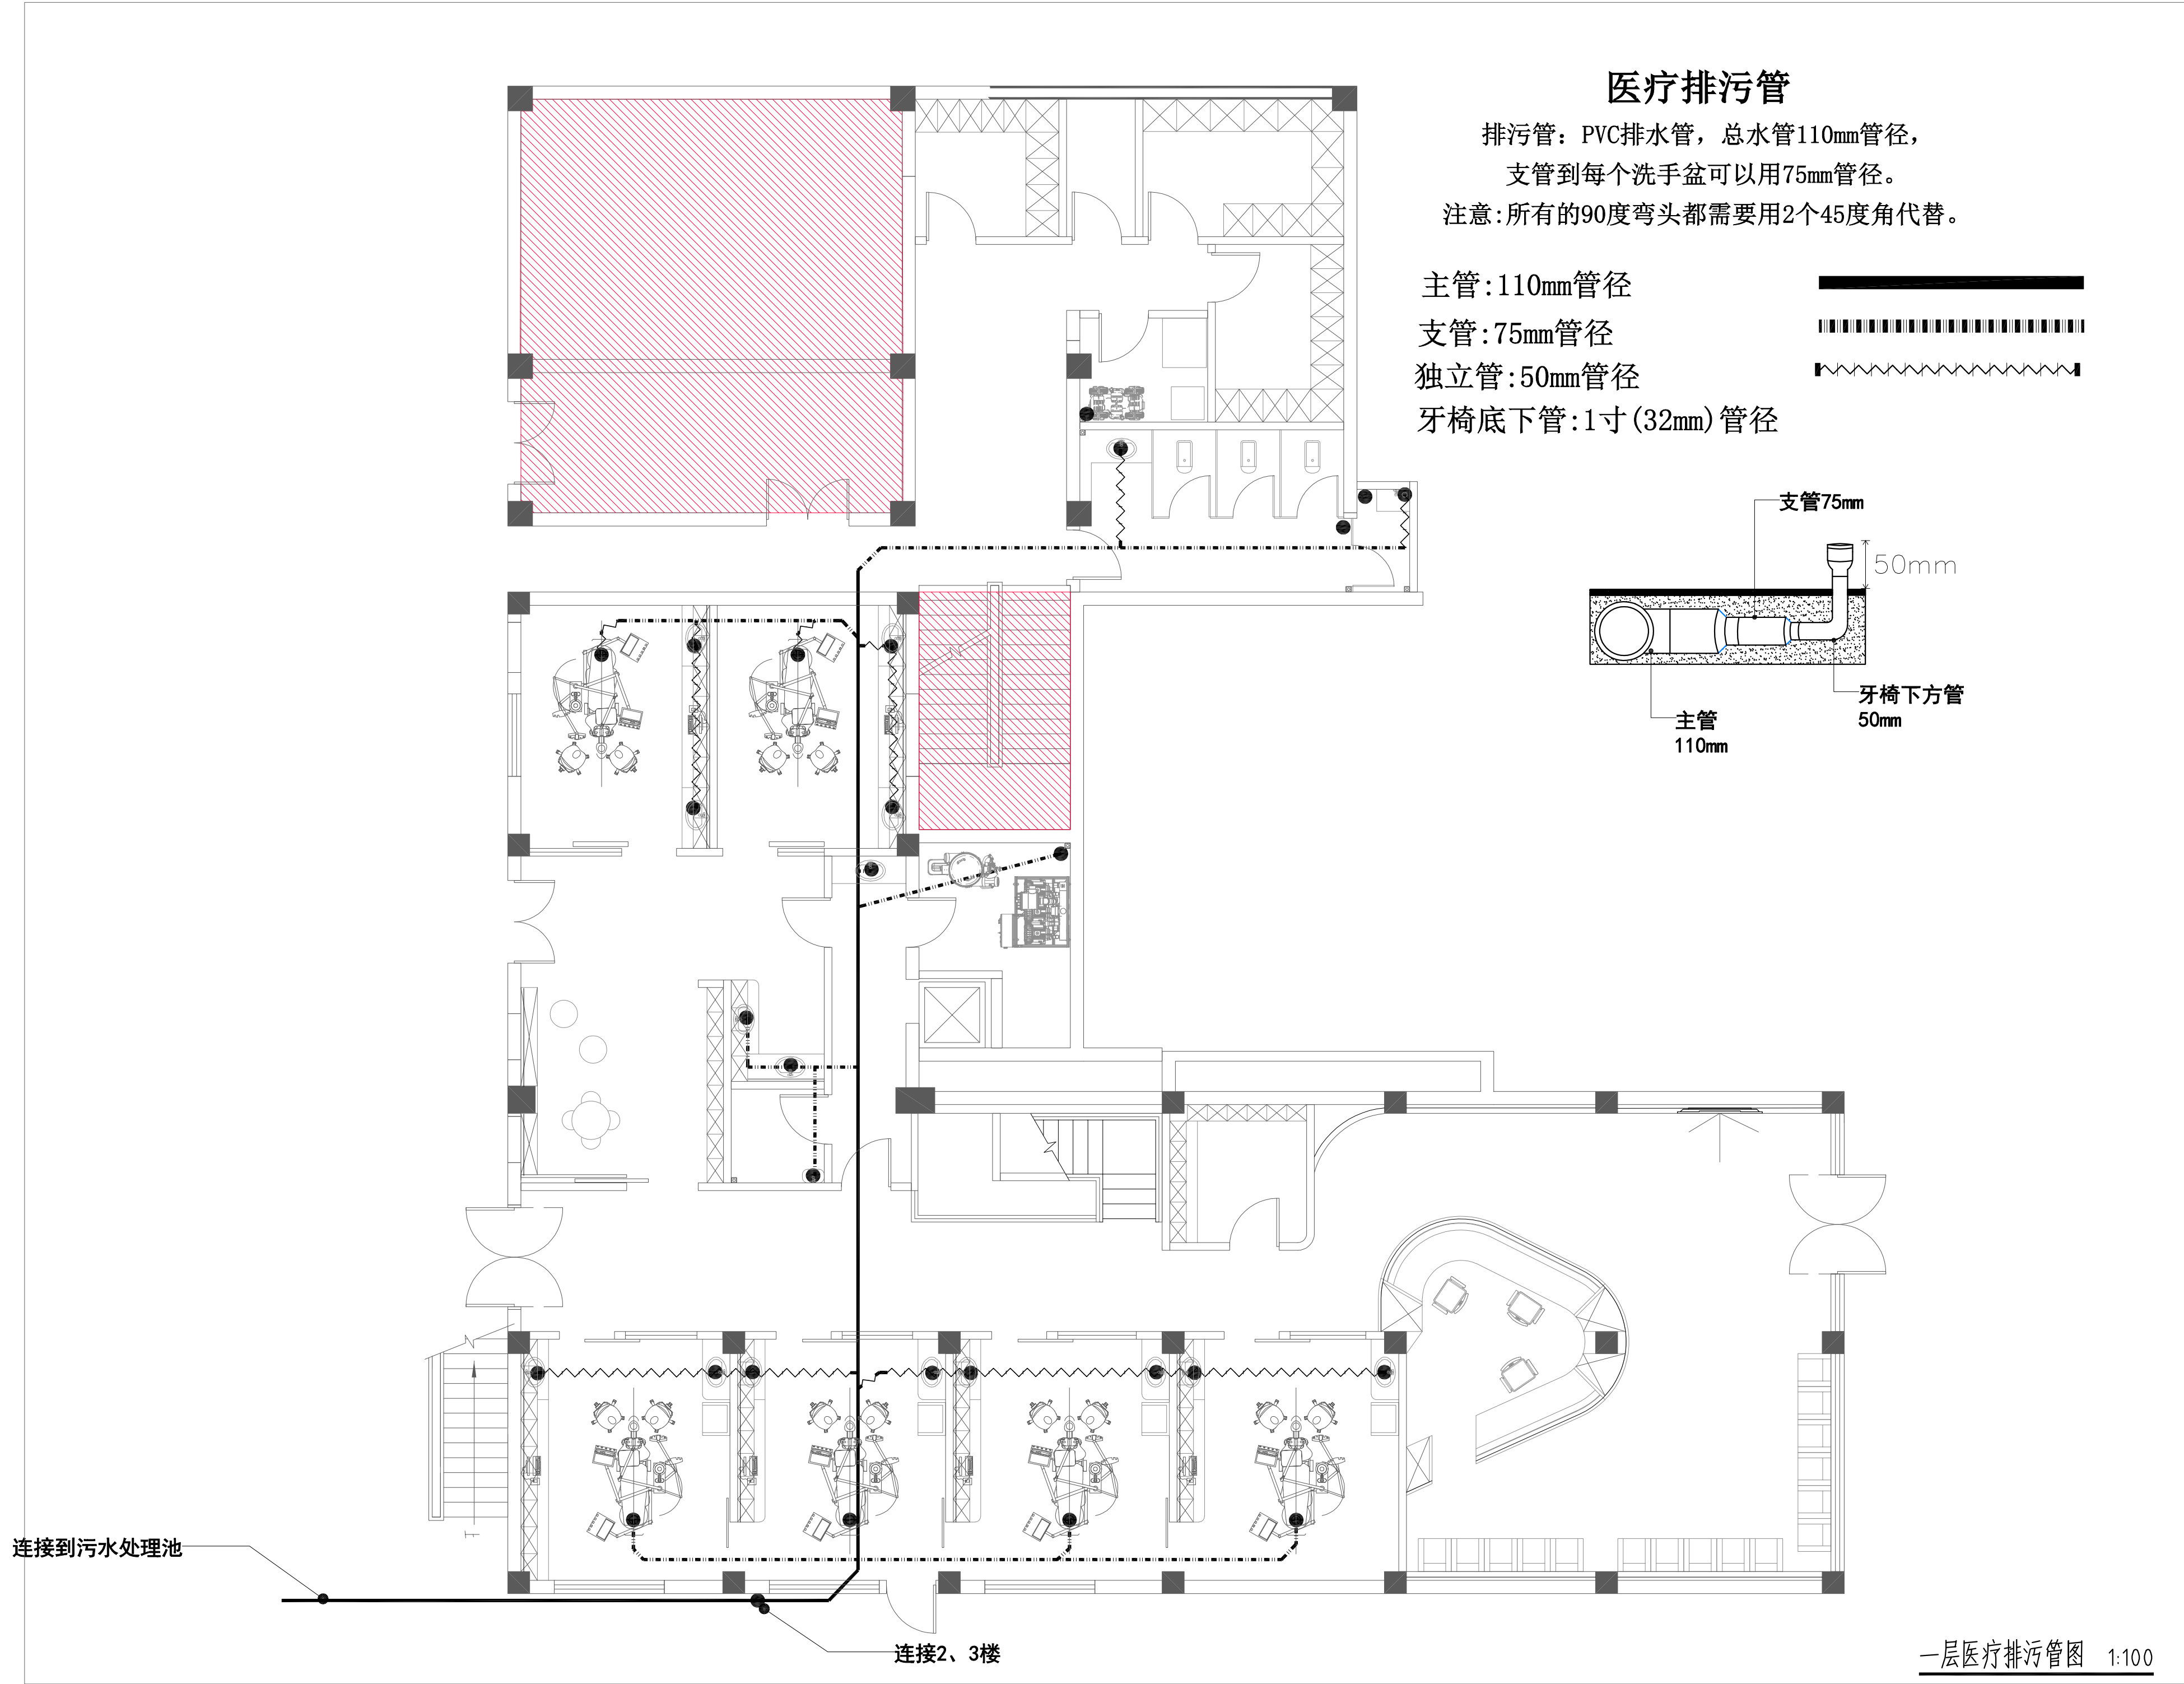 医疗排污管
排污管：PVC排水管，总水管110mm管径，
支管到每个洗手盆可以用75mm管径。
注意:所有的90度弯头都需要用2个45度角代替。
主管:110mm管径
支管:75mm管径
独立管:50mm管径
牙椅底下管:1寸(32mm)管径
支管75mm
50mm
牙椅下方管
50mm
主管
110mm
连接到污水处理池
连接2、3楼
一层医疗排污管图 1:100